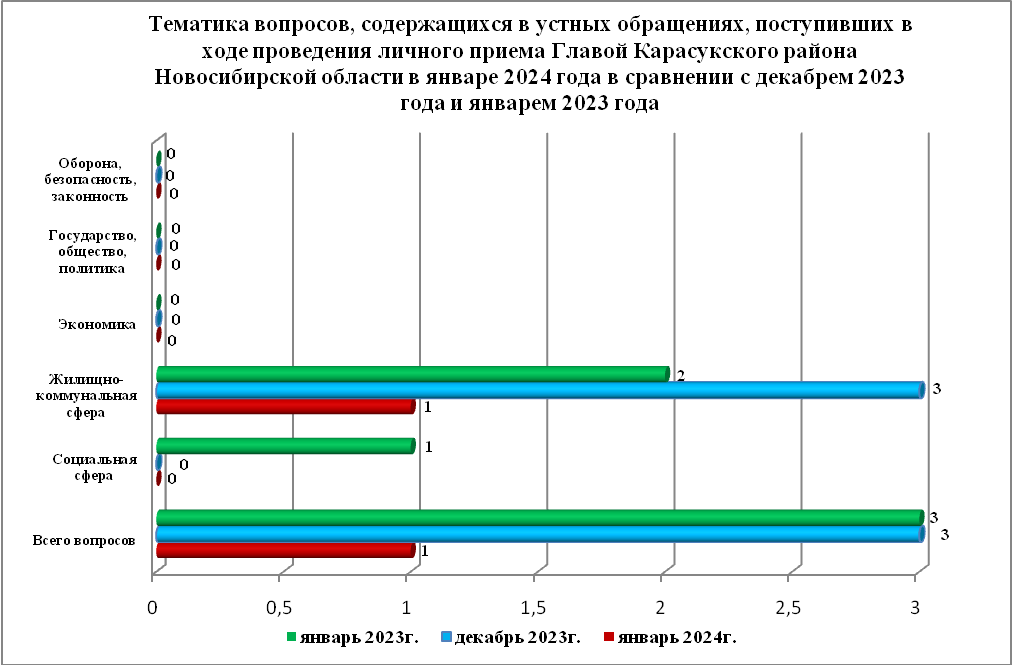 Тематика вопросов, содержащихся в устных обращениях, поступивших в
ходе проведения личного приема Главой Карасукского района
Новосибирской области в январе 2024 года в сравнении с декабрем 2023
года и январем 2023 года
Оборона,
безопасность,
законность
0
0
0
Государство,
общество,
политика
0
0
0
Экономика
0
0
0
Жилищно-
коммунальная
сфера
2
3
1
Социальная
сфера
1
0
0
Всего вопросов
3
3
1
0 0,5 1 1,5 2 2,5 3
январь 2023г. декабрь 2023г. январь 2024г.